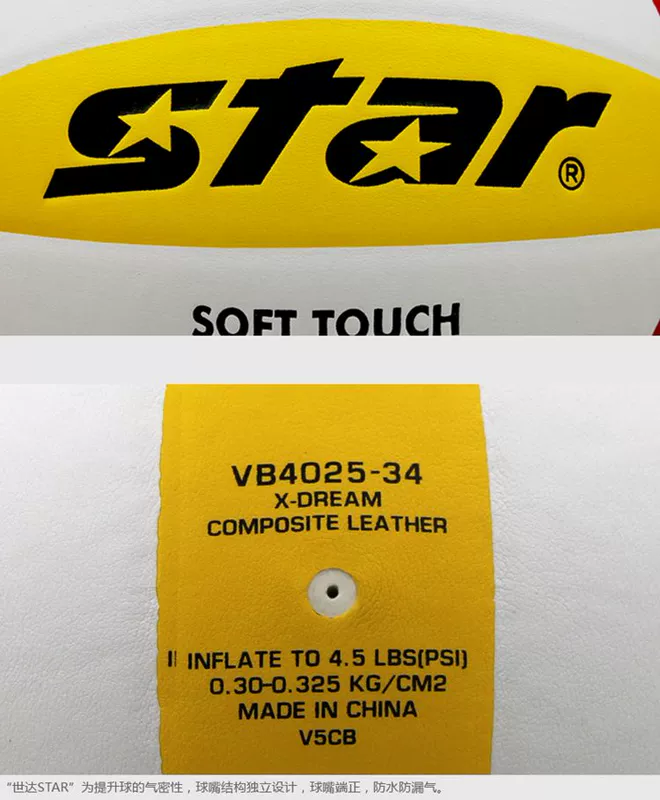 star®
SOFT TOUCH
VB4025-34
X-DREAM
COMPOSITE LEATHER
INFLATE TO 4.5 LBS(PSI)
0.30-0.325 KG/CM2
MADE IN CHINA
V5CB
“世达STAR”为提升球的气密性，球嘴结构独立设计，球嘴端正，防水防漏气。